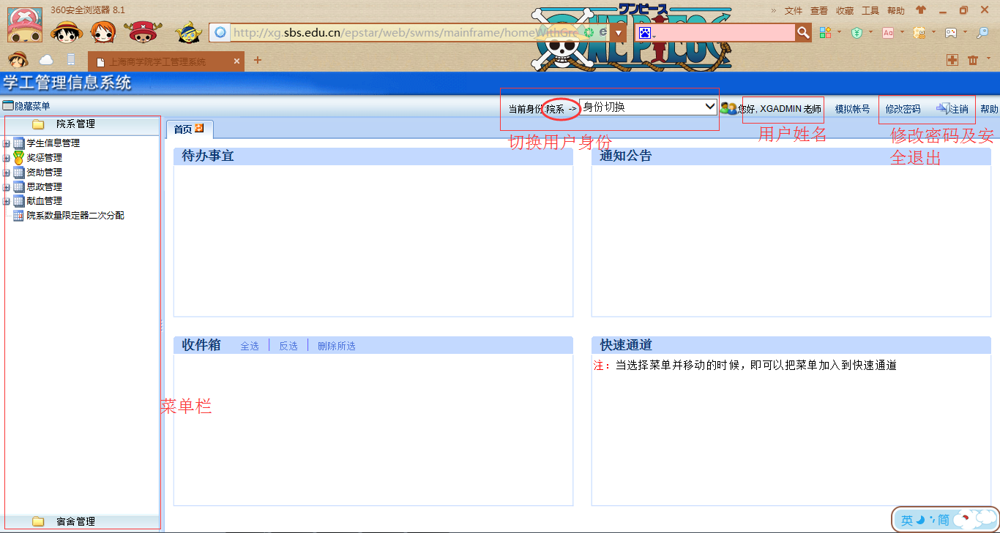 360安全浏览器 8.1
ワンピース
» 文件 查看 收藏 工具 帮助
http://xg.sbs.edu.cn/epstar/web/swms/mainframe/homeWithGre
ONE PIECE
上海商学院学工管理系统
学工管理信息系统
隐藏菜单
当前身份:院系 -> 身份切换
您好, XGADMIN 老师
模拟帐号
修改密码
注销
帮助
院系管理
首页
切换用户身份
用户姓名
修改密码及安
全退出
学生信息管理
奖惩管理
资助管理
思政管理
献血管理
院系数量限定器二次分配
待办事宜
通知公告
收件箱 全选 反选 删除所选
快速通道
注：当选择菜单并移动的时候，即可以把菜单加入到快速通道
菜单栏
宿舍管理
英 简